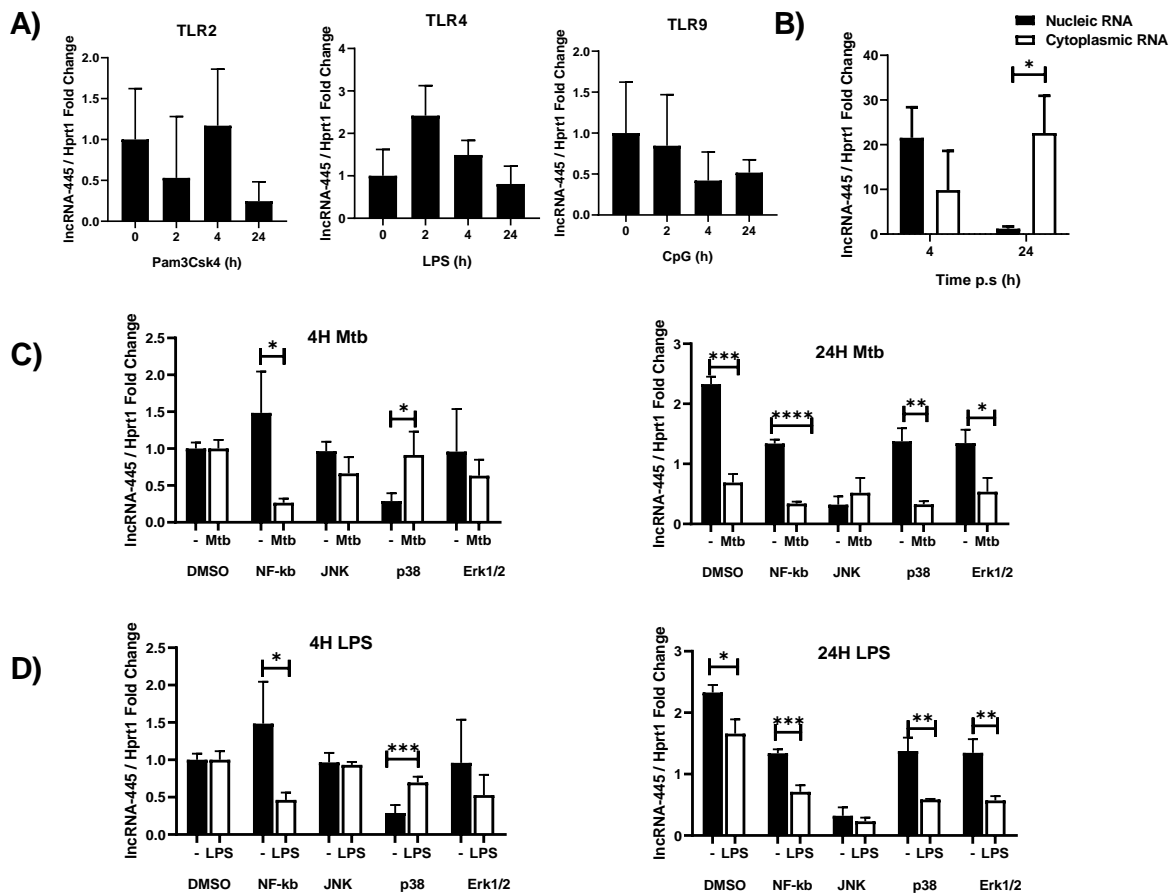 A)
TLR2
lncRNA-445 / Hprt1 Fold Change
2.0
1.5
1.0
0.5
0.0
0 2 4 24
Pam3Csk4 (h)
TLR4
lncRNA-445 / Hprt1 Fold Change
4
3
2
1
0
0 2 4 24
LPS (h)
TLR9
lncRNA-445 / Hprt1 Fold Change
2.0
1.5
1.0
0.5
0.0
0 2 4 24
CpG (h)
B)
Nucleic RNA
Cytoplasmic RNA
lncRNA-445 / Hprt1 Fold Change
40
30
20
10
0
*
4 24
Time p.s (h)
C)
4H Mtb
lncRNA-445 / Hprt1 Fold Change
2.5
2.0
1.5
1.0
0.5
0.0
*
*
- Mtb - Mtb - Mtb - Mtb - Mtb
DMSO NF-kb JNK p38 Erk1/2
24H Mtb
lncRNA-445 / Hprt1 Fold Change
3
2
1
0
***
****
**
*
- Mtb - Mtb - Mtb - Mtb - Mtb
DMSO NF-kb JNK p38 Erk1/2
D)
4H LPS
lncRNA-445 / Hprt1 Fold Change
2.5
2.0
1.5
1.0
0.5
0.0
*
***
- LPS - LPS - LPS - LPS - LPS
DMSO NF-kb JNK p38 Erk1/2
24H LPS
lncRNA-445 / Hprt1 Fold Change
3
2
1
0
*
***
**
**
- LPS - LPS - LPS - LPS - LPS
DMSO NF-kb JNK p38 Erk1/2